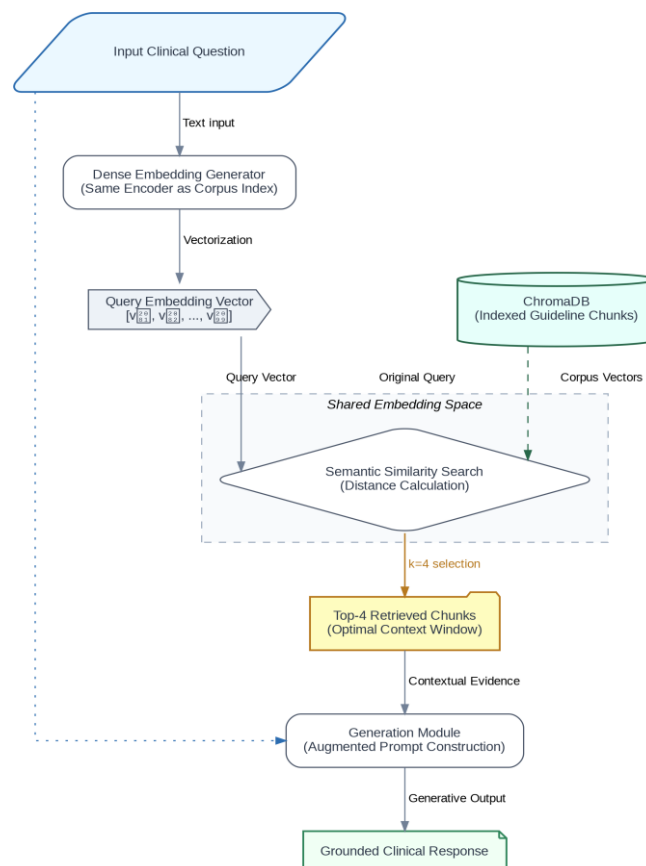 Input Clinical Question
Text input
Dense Embedding Generator
(Same Encoder as Corpus Index)
Vectorization
Query Embedding Vector
[v, v, ..., v]
ChromaDB
(Indexed Guideline Chunks)
Query Vector
Original Query
Corpus Vectors
Shared Embedding Space
Semantic Similarity Search
(Distance Calculation)
k=4 selection
Top-4 Retrieved Chunks
(Optimal Context Window)
Contextual Evidence
Generation Module
(Augmented Prompt Construction)
Generative Output
Grounded Clinical Response